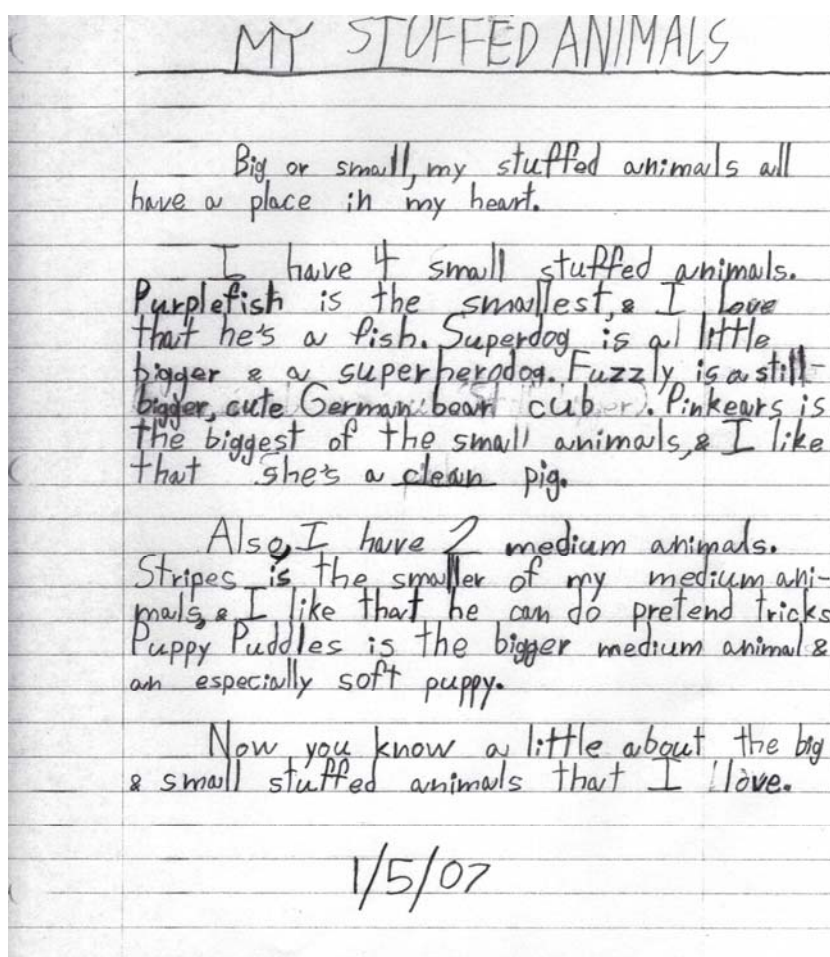 MY STUFFED ANIMALS
Big or small, my stuffed animals all
have a place in my heart.
I have 4 small stuffed animals.
Purplefish is the smallest, & I love
that he's a fish. Superdog is a little
bigger & a superherodog. Fuzzly is a still-
bigger, cute German bear cub. Pinkears is
the biggest of the small animals, & I like
that she's a clean pig.
Also, I have 2 medium animals.
Stripes is the smaller of my medium ani-
mals, & I like that he can do pretend tricks
Puppy Puddles is the bigger medium animal &
an especially soft puppy.
Now you know a little about the big
& small stuffed animals that I love.
1/5/07